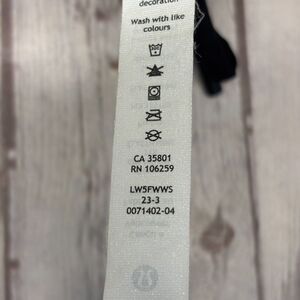 decoration
Wash with like
colours
CA 35801
RN 106259
LW5FWWS
23-3
0071402-04